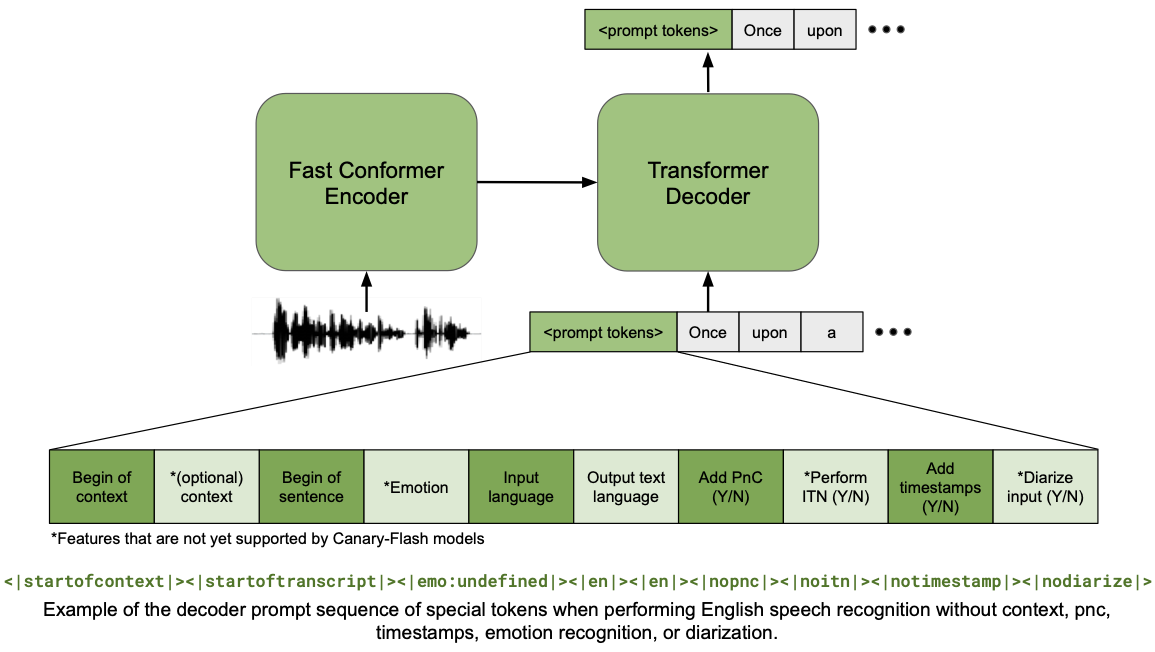 <prompt tokens> Once upon •••
Fast Conformer
Encoder
Transformer
Decoder
<prompt tokens> Once upon a •••
Begin of
context
*(optional)
context
Begin of
sentence
*Emotion
Input
language
Output text
language
Add PnC
(Y/N)
*Perform
ITN (Y/N)
Add
timestamps
(Y/N)
*Diarize
input (Y/N)
*Features that are not yet supported by Canary-Flash models
<|startofcontext|><|startoftranscript|><|emo:undefined|><|en|><|en|><|nopnc|><|noitn|><|notimestamp|><|nodiarize|>
Example of the decoder prompt sequence of special tokens when performing English speech recognition without context, pnc,
timestamps, emotion recognition, or diarization.